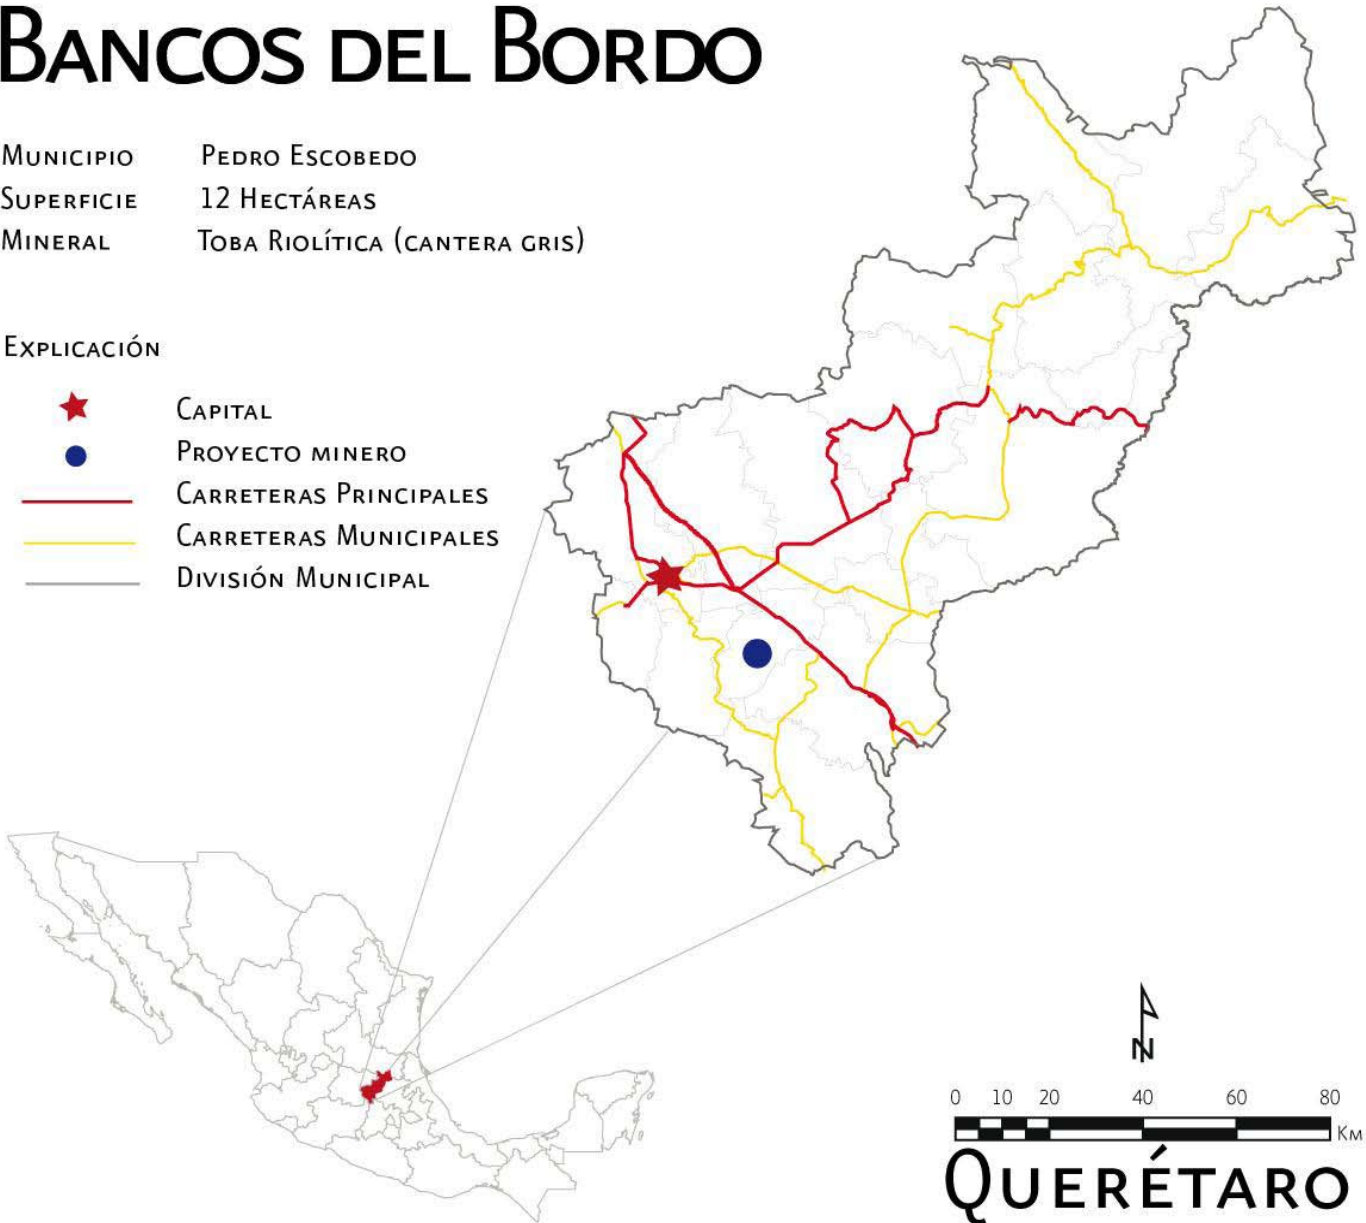 Bancos del Bordo
Municipio Pedro Escobedo
Superficie 12 Hectáreas
Mineral Toba Riolítica (cantera gris)
Explicación
Capital
Proyecto minero
Carreteras Principales
Carreteras Municipales
División Municipal
N
0 10 20 40 60 80
Km
Querétaro